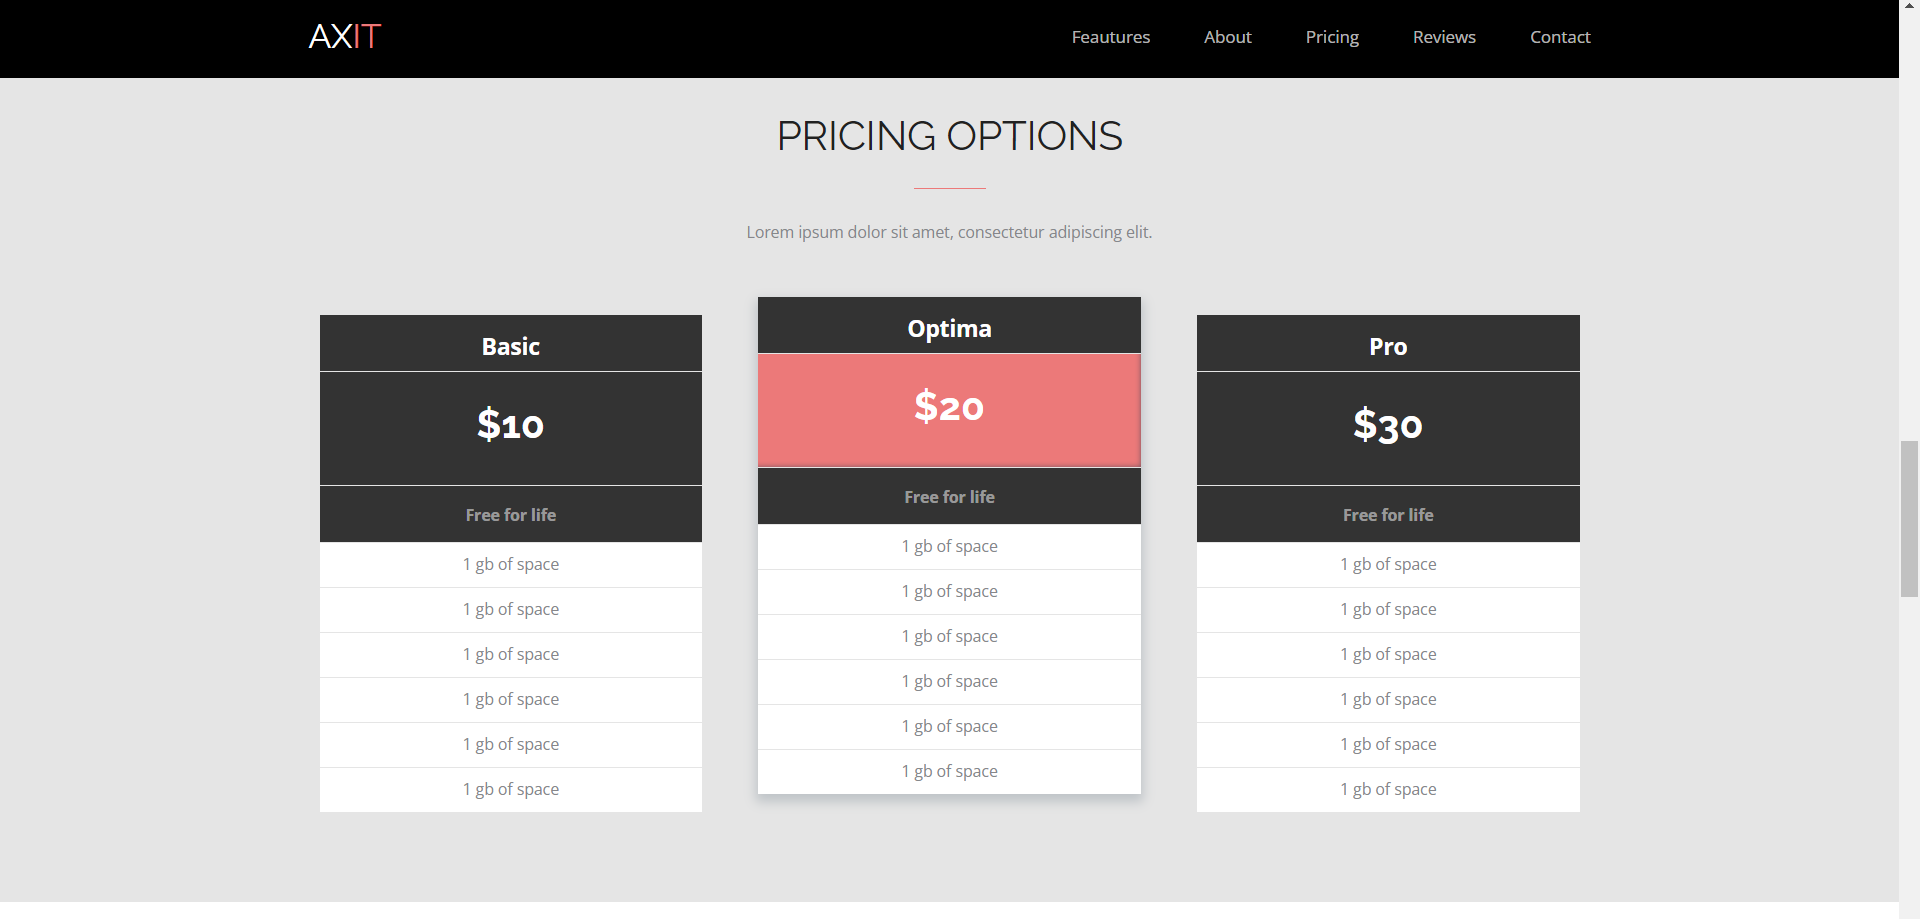 AXIT
Feautures
About
Pricing
Reviews
Contact
PRICING OPTIONS
Lorem ipsum dolor sit amet, consectetur adipiscing elit.
Basic
$10
Free for life
1 gb of space
1 gb of space
1 gb of space
1 gb of space
1 gb of space
1 gb of space
Optima
$20
Free for life
1 gb of space
1 gb of space
1 gb of space
1 gb of space
1 gb of space
1 gb of space
Pro
$30
Free for life
1 gb of space
1 gb of space
1 gb of space
1 gb of space
1 gb of space
1 gb of space